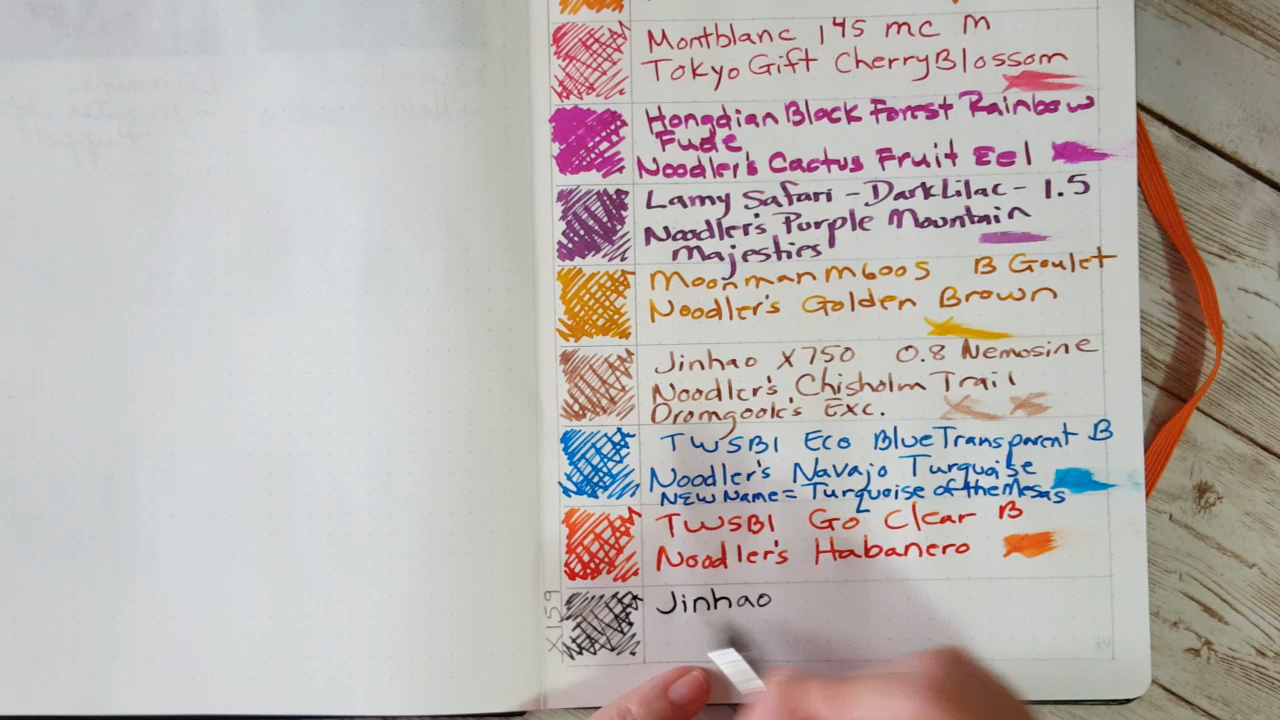 Montblanc 145 MC M
Tokyo Gift Cherry Blossom
Hongdian Black Forest Rainbow
Fude
Noodler's Cactus Fruit Eel
Lamy Safari - Dark Lilac - 1.5
Noodler's Purple Mountain
Majesties
Moonman M600S B Goulet
Noodler's Golden Brown
Jinhao X750 0.8 Nemosine
Noodler's Chisholm Trail
Dromgoole's Exc.
TWSBI Eco Blue Transparent B
Noodler's Navajo Turquoise
NEW Name = Turquoise of the Mesas
TWSBI Go Clear B
Noodler's Habanero
X159
Jinhao